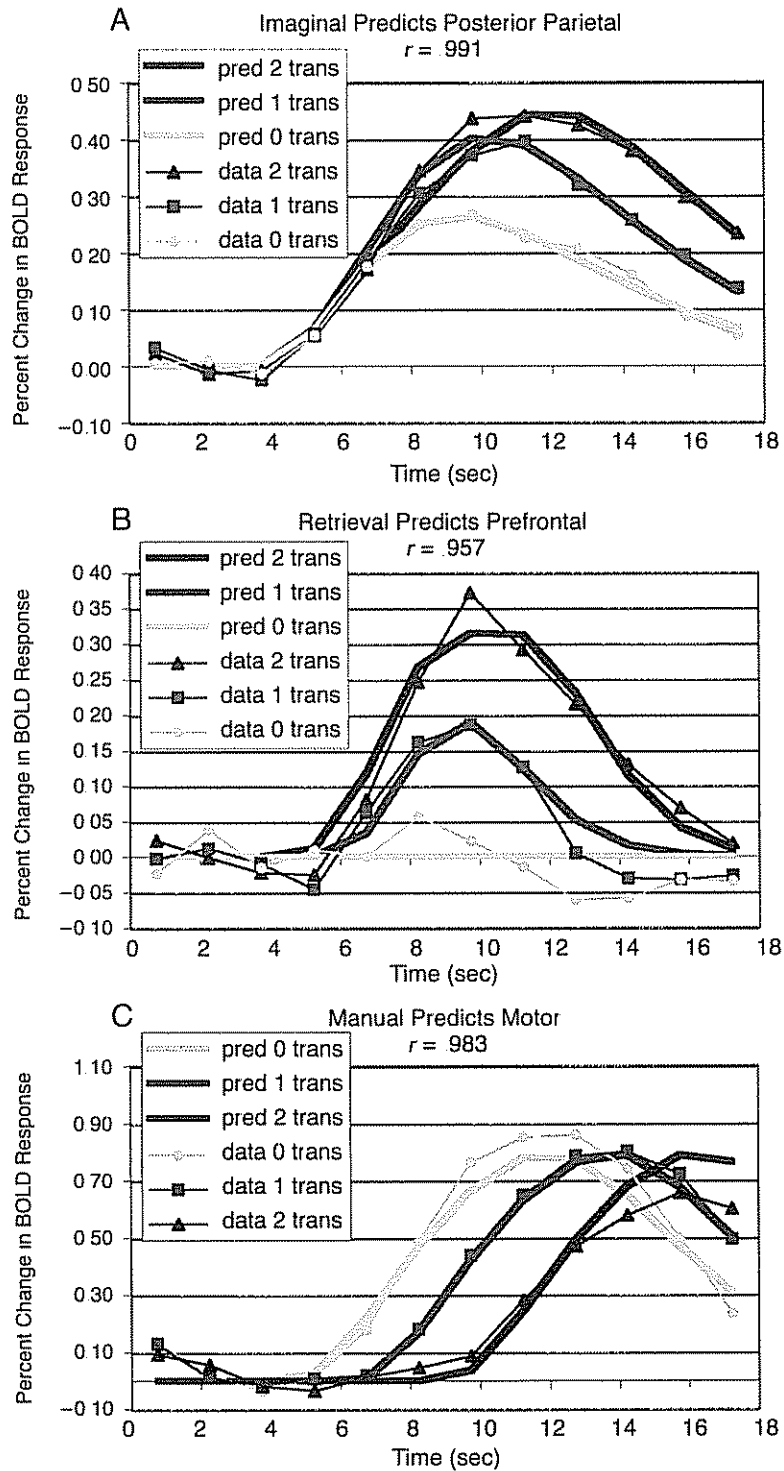 A
Imaginal Predicts Posterior Parietal
r = .991
pred 2 trans
pred 1 trans
pred 0 trans
data 2 trans
data 1 trans
data 0 trans
Percent Change in BOLD Response
0 50
0.40
0.30
0.20
0.10
0.00
−0.10
0 2 4 6 8 10 12 14 16 18
Time (sec)
B
Retrieval Predicts Prefrontal
r = .957
pred 2 trans
pred 1 trans
pred 0 trans
data 2 trans
data 1 trans
data 0 trans
Percent Change in BOLD Response
0 40
0.35
0.30
0.25
0.20
0.15
0.10
0 05
0 00
−0 05
−0 10
0 2 4 6 8 10 12 14 16 18
Time (sec)
C
Manual Predicts Motor
r = .983
pred 0 trans
pred 1 trans
pred 2 trans
data 0 trans
data 1 trans
data 2 trans
Percent Change in BOLD Response
1.10
0.90
0.70
0 50
0 30
0 10
−0 10
0 2 4 6 8 10 12 14 16 18
Time (sec)